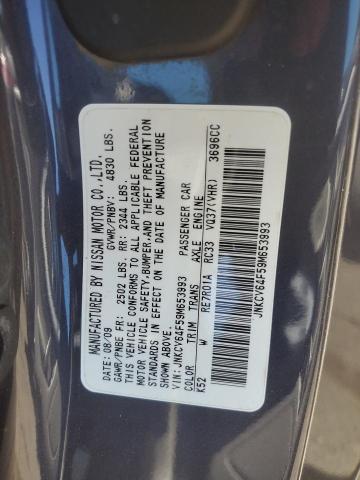 MANUFACTURED BY NISSAN MOTOR CO.,LTD.
DATE: 08/09 GVWR/PNBV: 4830 LBS.
GAWR/PNBE FR: 2502 LBS. RR: 2344 LBS.
THIS VEHICLE CONFORMS TO ALL APPLICABLE FEDERAL
MOTOR VEHICLE SAFETY, BUMPER, AND THEFT PREVENTION
STANDARDS IN EFFECT ON THE DATE OF MANUFACTURE
SHOWN ABOVE.
VIN: JNKCV64F59M653993 PASSENGER CAR
COLOR TRIM TRANS AXLE ENGINE
K52 W RE7R01A RC33 VQ37(VHR) 3696CC
JNKCV64F59M653993